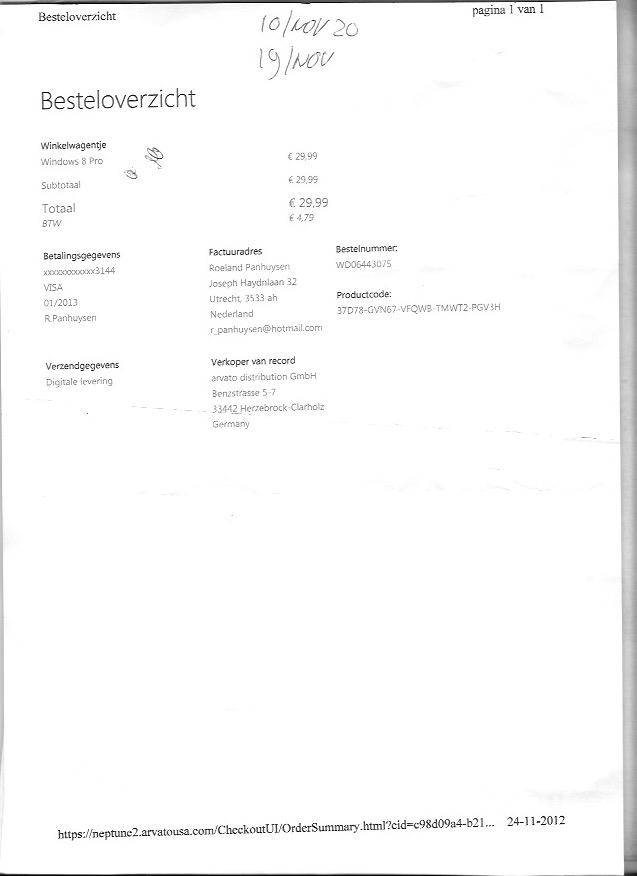 Besteloverzicht
pagina 1 van 1
10/NOV 20
19/NOV
Besteloverzicht
Winkelwagentje
Windows 8 Pro € 29,99
Subtotaal € 29,99
Totaal € 29,99
BTW € 4,79
Betalingsgegevens
xxxxxxxxxxxx3144
VISA
01/2013
R.Panhuysen
Factuuradres
Roeland Panhuysen
Joseph Haydnlaan 32
Utrecht, 3533 ah
Nederland
r_panhuysen@hotmail.com
Bestelnummer:
WD06443075
Productcode:
37D78-GVN67-VFQWB-TMWT2-PGV3H
Verzendgegevens
Digitale levering
Verkoper van record
arvato distribution GmbH
Benzstrasse 5-7
33442 Herzebrock-Clarholz
Germany
https://neptune2.arvatousa.com/CheckoutUI/OrderSummary.html?cid=c98d09a4-b21... 24-11-2012